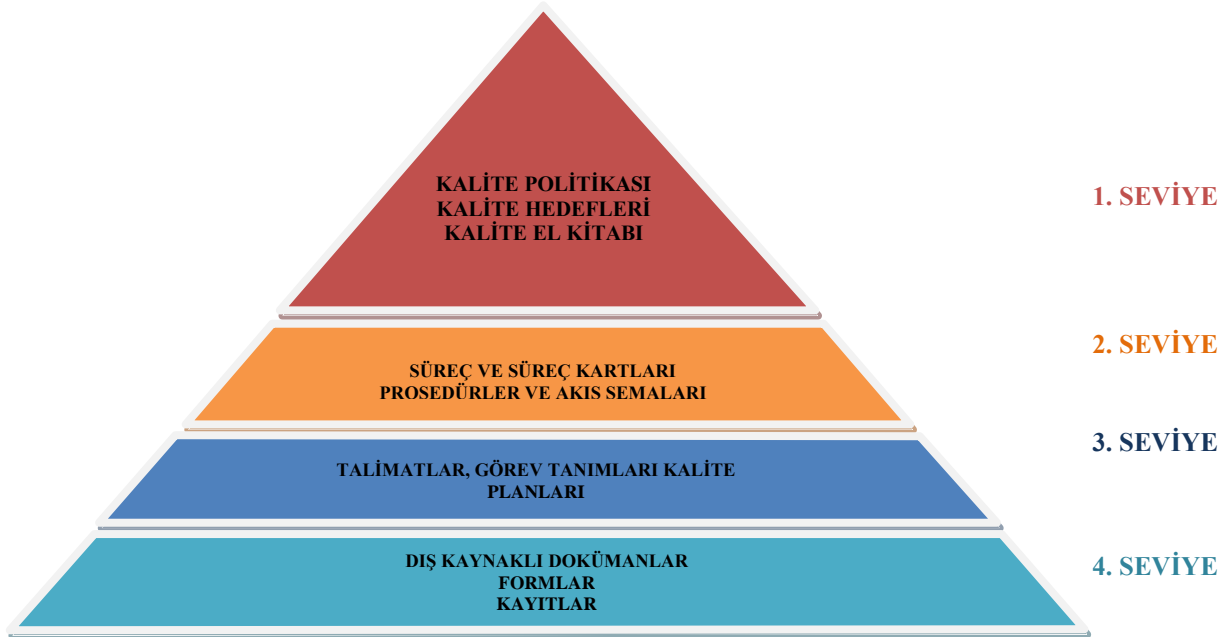 KALİTE POLİTİKASI
KALİTE HEDEFLERİ
KALİTE EL KİTABI
1. SEVİYE
SÜREÇ VE SÜREÇ KARTLARI
PROSEDÜRLER VE AKIS SEMALARI
2. SEVİYE
TALİMATLAR, GÖREV TANIMLARI KALİTE
PLANLARI
3. SEVİYE
DIŞ KAYNAKLI DOKÜMANLAR
FORMLAR
KAYITLAR
4. SEVİYE